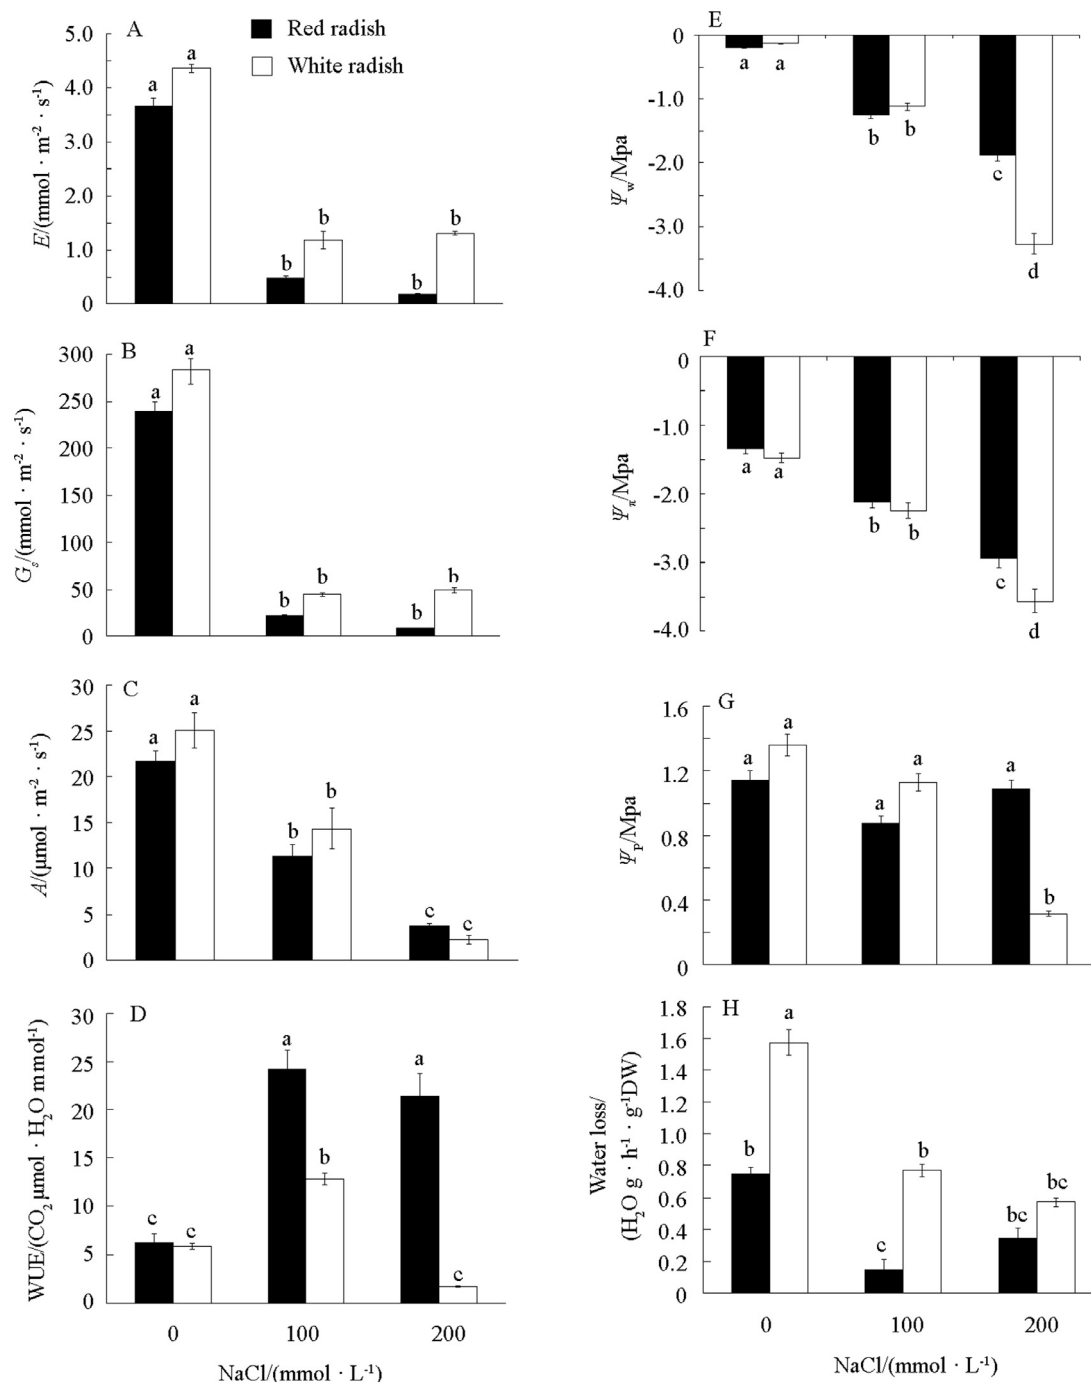 A
Red radish
White radish
5.0
4.0
3.0
2.0
1.0
0
E/(mmol · m⁻² · s⁻¹)
a
a
b
b
b
b
B
300
250
200
150
100
50
0
Gₛ/(mmol · m⁻² · s⁻¹)
a
a
b
b
b
b
C
30
25
20
15
10
5
0
A/(μmol · m⁻² · s⁻¹)
a
a
b
b
c
c
D
30
25
20
15
10
5
0
WUE/(CO₂ μmol · H₂O mmol⁻¹)
c
c
a
b
a
c
0
100
200
NaCl/(mmol · L⁻¹)
E
0
-1.0
-2.0
-3.0
-4.0
Ψw/Mpa
a
a
b
b
c
d
F
0
-1.0
-2.0
-3.0
-4.0
Ψπ/Mpa
a
a
b
b
c
d
G
1.6
1.2
0.8
0.4
0
Ψp/Mpa
a
a
a
a
a
b
H
1.8
1.6
1.4
1.2
1.0
0.8
0.6
0.4
0.2
0
Water loss/
(H₂O g · h⁻¹ · g⁻¹DW)
b
a
c
b
bc
bc
0
100
200
NaCl/(mmol · L⁻¹)